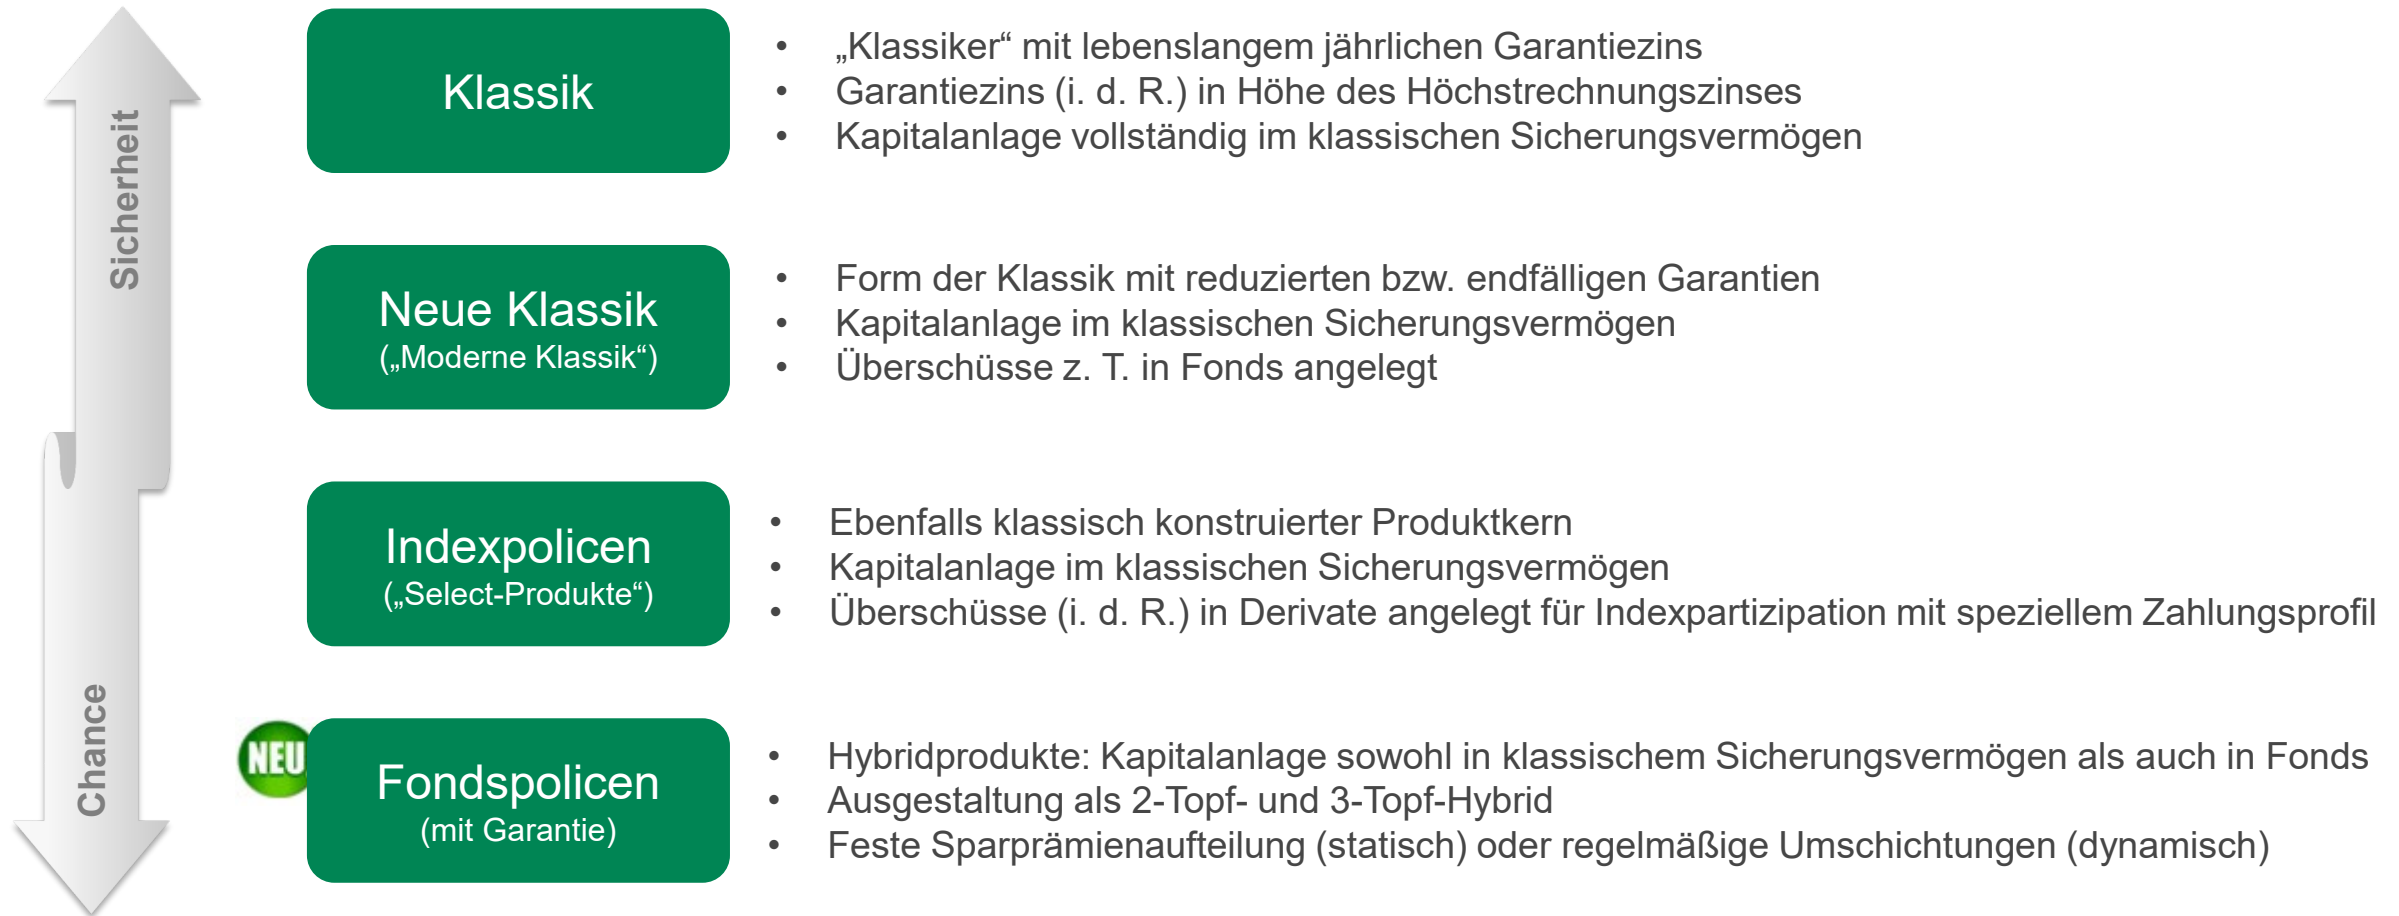 Sicherheit
Chance
Klassik
• „Klassiker“ mit lebenslangem jährlichen Garantiezins
• Garantiezins (i. d. R.) in Höhe des Höchstrechnungszinses
• Kapitalanlage vollständig im klassischen Sicherungsvermögen
Neue Klassik
(„Moderne Klassik“)
• Form der Klassik mit reduzierten bzw. endfälligen Garantien
• Kapitalanlage im klassischen Sicherungsvermögen
• Überschüsse z. T. in Fonds angelegt
Indexpolicen
(„Select-Produkte“)
• Ebenfalls klassisch konstruierter Produktkern
• Kapitalanlage im klassischen Sicherungsvermögen
• Überschüsse (i. d. R.) in Derivate angelegt für Indexpartizipation mit speziellem Zahlungsprofil
NEU
Fondspolicen
(mit Garantie)
• Hybridprodukte: Kapitalanlage sowohl in klassischem Sicherungsvermögen als auch in Fonds
• Ausgestaltung als 2-Topf- und 3-Topf-Hybrid
• Feste Sparprämienaufteilung (statisch) oder regelmäßige Umschichtungen (dynamisch)